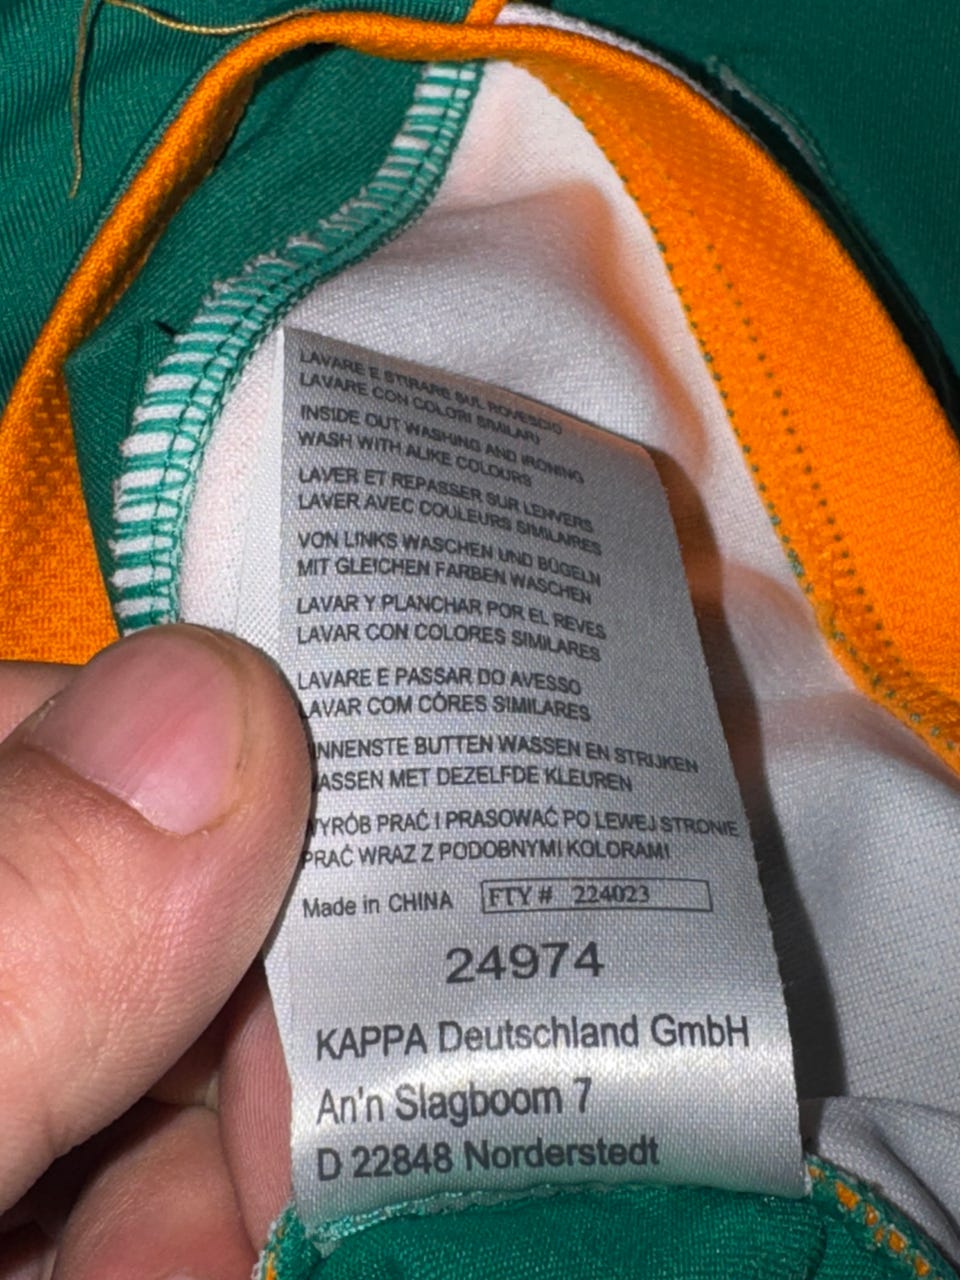 LAVARE E STIRARE SUL ROVESCIO
LAVARE CON COLORI SIMILARI
INSIDE OUT WASHING AND IRONING
WASH WITH ALIKE COLOURS
LAVER ET REPASSER SUR LENVERS
LAVER AVEC COULEURS SIMILAIRES
VON LINKS WASCHEN UND BÜGELN
MIT GLEICHEN FARBEN WASCHEN
LAVAR Y PLANCHAR POR EL REVES
LAVAR CON COLORES SIMILARES
LAVARE E PASSAR DO AVESSO
LAVAR COM CÓRES SIMILARES
INNENSTE BUTTEN WASSEN EN STRIJKEN
WASSEN MET DEZELFDE KLEUREN
WYRÓB PRAĆ I PRASOWAĆ PO LEWEJ STRONIE
PRAĆ WRAZ Z PODOBNYMI KOLORAMI
Made in CHINA FTY # 224023
24974
KAPPA Deutschland GmbH
An'n Slagboom 7
D 22848 Norderstedt